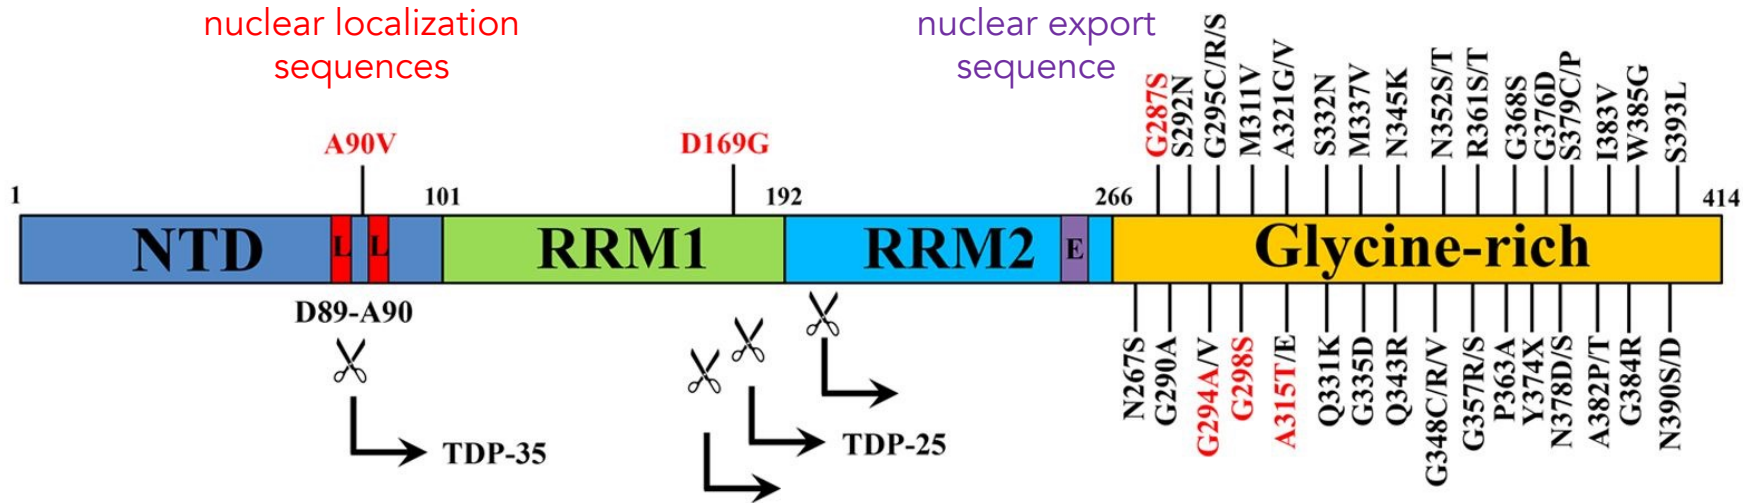 nuclear localization
sequences
nuclear export
sequence
G287S
S292N
G295C/R/S
M311V
A321G/V
S332N
M337V
N345K
N352S/T
R361S/T
G368S
G376D
S379C/P
I383V
W385G
S393L
A90V
D169G
1
101
192
266
414
NTD
L
L
RRM1
RRM2
E
Glycine-rich
D89-A90
TDP-35
TDP-25
N267S
G290A
G294A/V
G298S
A315T/E
Q331K
G335D
Q343R
G348C/R/V
G357R/S
P363A
Y374X
N378D/S
A382P/T
G384R
N390S/D